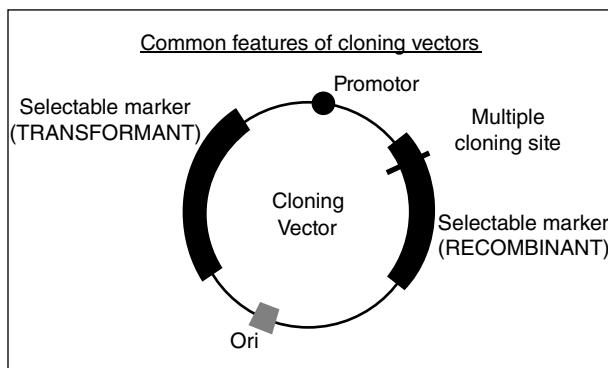 Common features of cloning vectors
Promotor
Selectable marker
(TRANSFORMANT)
Multiple
cloning site
Cloning
Vector
Selectable marker
(RECOMBINANT)
Ori